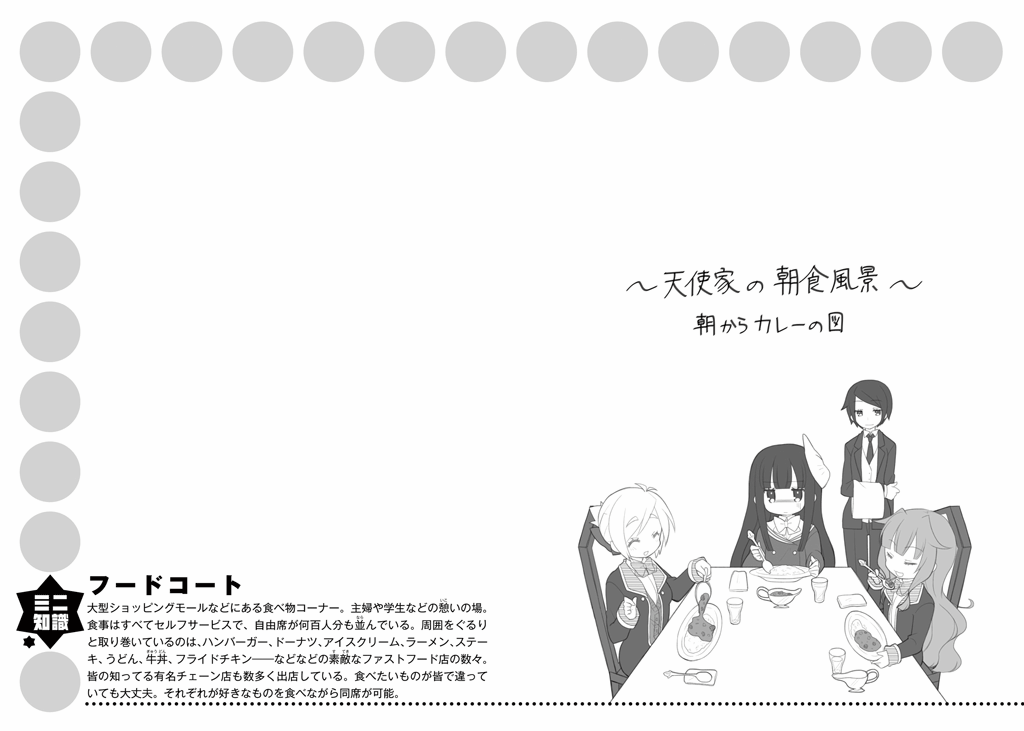 〜天使家の朝食風景〜
朝からカレーの図
ミニ
知識
フードコート
大型ショッピングモールなどにある食べ物コーナー。主婦や学生などの憩いの場。
食事はすべてセルフサービスで、自由席が何百人分も並んでいる。周囲をぐるり
と取り巻いているのは、ハンバーガー、ドーナツ、アイスクリーム、ラーメン、ステー
キ、うどん、牛丼、フライドチキン──などなどの素敵なファストフード店の数々。
皆の知ってる有名チェーン店も数多く出店している。食べたいものが皆で違って
いても大丈夫。それぞれが好きなものを食べながら同席が可能。